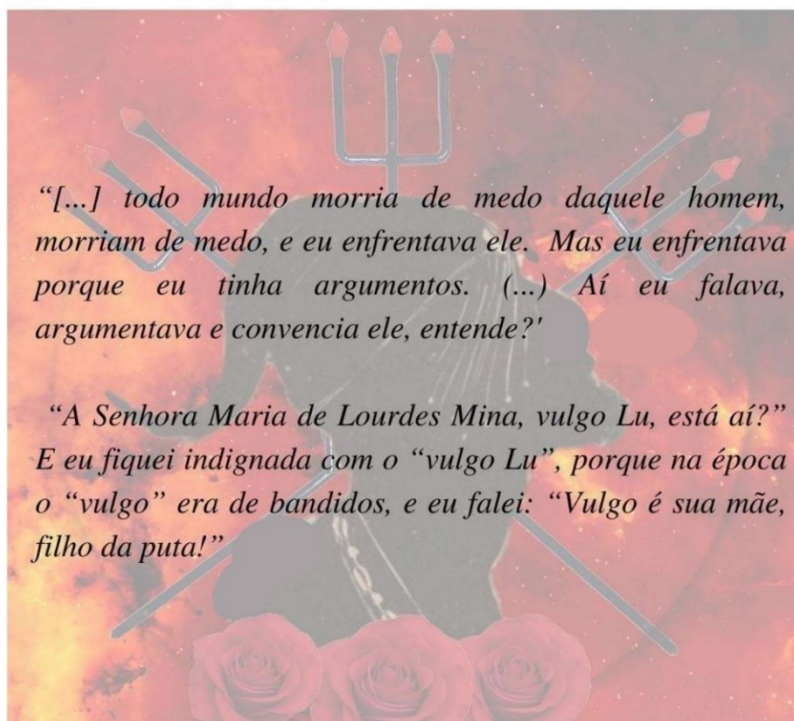 “[...] todo mundo morria de medo daquele homem,
morriam de medo, e eu enfrentava ele. Mas eu enfrentava
porque eu tinha argumentos. (...) Aí eu falava,
argumentava e convencia ele, entende?'
“A Senhora Maria de Lourdes Mina, vulgo Lu, está aí?”
E eu fiquei indignada com o “vulgo Lu”, porque na época
o “vulgo” era de bandidos, e eu falei: “Vulgo é sua mãe,
filho da puta!”